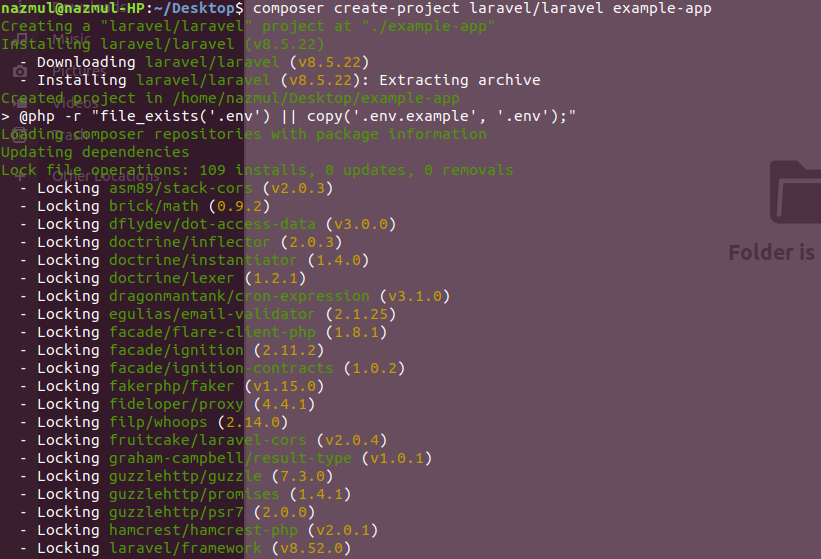 nazmul@nazmul-HP:~/Desktop$ composer create-project laravel/laravel example-app
Creating a "laravel/laravel" project at "./example-app"
Installing laravel/laravel (v8.5.22)
  - Downloading laravel/laravel (v8.5.22)
  - Installing laravel/laravel (v8.5.22): Extracting archive
Created project in /home/nazmul/Desktop/example-app
> @php -r "file_exists('.env') || copy('.env.example', '.env');"
Loading composer repositories with package information
Updating dependencies
Lock file operations: 109 installs, 0 updates, 0 removals
  - Locking asm89/stack-cors (v2.0.3)
  - Locking brick/math (0.9.2)
  - Locking dflydev/dot-access-data (v3.0.0)
  - Locking doctrine/inflector (2.0.3)
  - Locking doctrine/instantiator (1.4.0)
  - Locking doctrine/lexer (1.2.1)
  - Locking dragonmantank/cron-expression (v3.1.0)
  - Locking egulias/email-validator (2.1.25)
  - Locking facade/flare-client-php (1.8.1)
  - Locking facade/ignition (2.11.2)
  - Locking facade/ignition-contracts (1.0.2)
  - Locking fakerphp/faker (v1.15.0)
  - Locking fideloper/proxy (4.4.1)
  - Locking filp/whoops (2.14.0)
  - Locking fruitcake/laravel-cors (v2.0.4)
  - Locking graham-campbell/result-type (v1.0.1)
  - Locking guzzlehttp/guzzle (7.3.0)
  - Locking guzzlehttp/promises (1.4.1)
  - Locking guzzlehttp/psr7 (2.0.0)
  - Locking hamcrest/hamcrest-php (v2.0.1)
  - Locking laravel/framework (v8.52.0)
Music
Pictures
Videos
Trash
Other Locations
Folder is